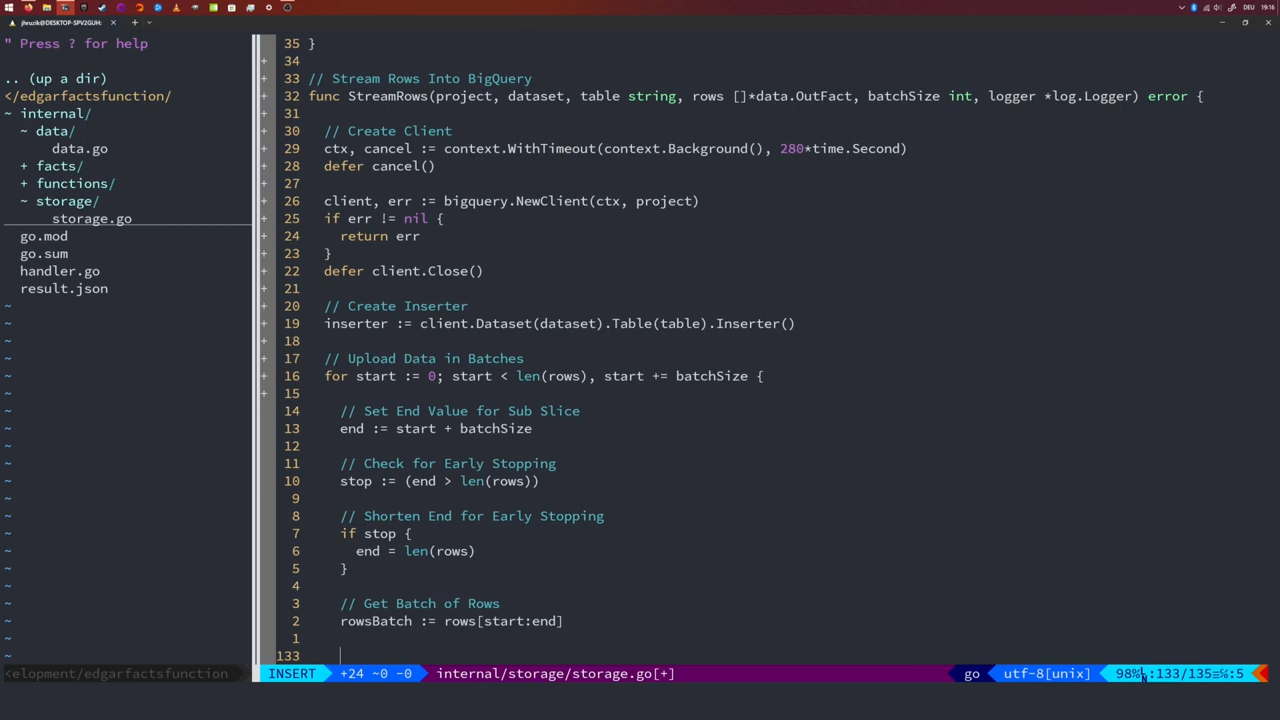 DEU 19:16
jhruzik@DESKTOP-SPV2GUH:
" Press ? for help
.. (up a dir)
</edgarfactsfunction/
~ internal/
~ data/
data.go
+ facts/
+ functions/
~ storage/
storage.go
go.mod
go.sum
handler.go
result.json
35 }
34
33 // Stream Rows Into BigQuery
32 func StreamRows(project, dataset, table string, rows []*data.OutFact, batchSize int, logger *log.Logger) error {
31
30 // Create Client
29 ctx, cancel := context.WithTimeout(context.Background(), 280*time.Second)
28 defer cancel()
27
26 client, err := bigquery.NewClient(ctx, project)
25 if err != nil {
24 return err
23 }
22 defer client.Close()
21
20 // Create Inserter
19 inserter := client.Dataset(dataset).Table(table).Inserter()
18
17 // Upload Data in Batches
16 for start := 0; start < len(rows), start += batchSize {
15
14 // Set End Value for Sub Slice
13 end := start + batchSize
12
11 // Check for Early Stopping
10 stop := (end > len(rows))
9
8 // Shorten End for Early Stopping
7 if stop {
6 end = len(rows)
5 }
4
3 // Get Batch of Rows
2 rowsBatch := rows[start:end]
1
133
<elopment/edgarfactsfunction INSERT +24 ~0 -0 internal/storage/storage.go[+] go utf-8[unix] 98% :133/135≡%:5